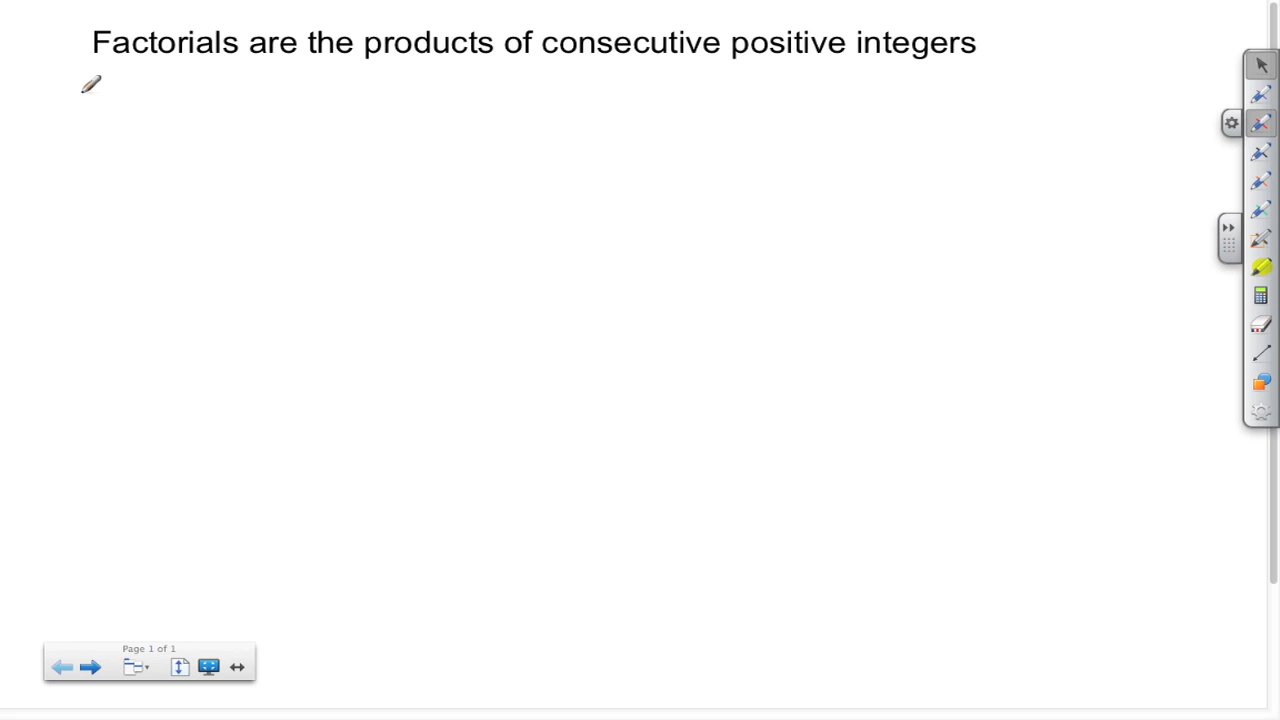 Factorials are the products of consecutive positive integers
Page 1 of 1